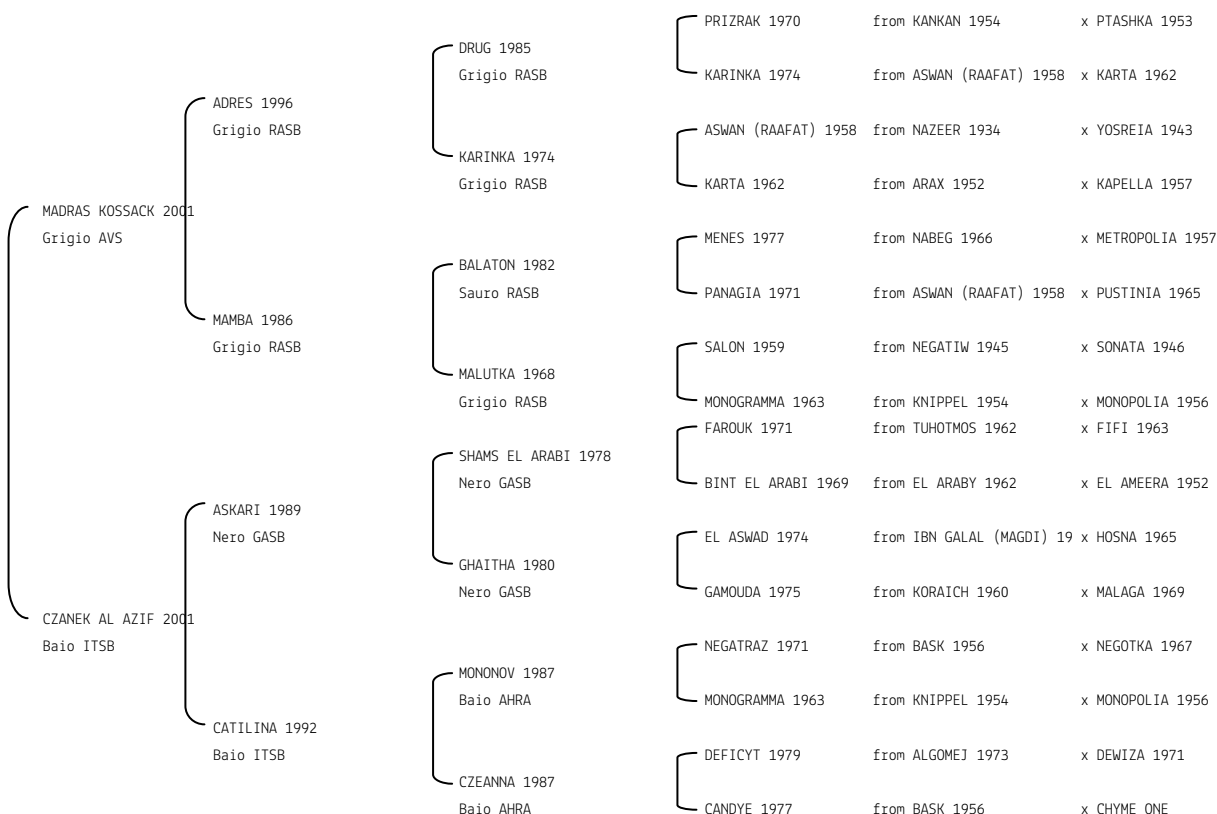 PRIZRAK 1970 from KANKAN 1954 x PTASHKA 1953
DRUG 1985
Grigio RASB KARINKA 1974 from ASWAN (RAAFAT) 1958 x KARTA 1962
ADRES 1996
Grigio RASB ASWAN (RAAFAT) 1958 from NAZEER 1934 x YOSREIA 1943
KARINKA 1974
Grigio RASB KARTA 1962 from ARAX 1952 x KAPELLA 1957
MADRAS KOSSACK 2001
Grigio AVS MENES 1977 from NABEG 1966 x METROPOLIA 1957
BALATON 1982
Sauro RASB PANAGIA 1971 from ASWAN (RAAFAT) 1958 x PUSTINIA 1965
MAMBA 1986
Grigio RASB SALON 1959 from NEGATIW 1945 x SONATA 1946
MALUTKA 1968
Grigio RASB MONOGRAMMA 1963 from KNIPPEL 1954 x MONOPOLIA 1956
FAROUK 1971 from TUHOTMOS 1962 x FIFI 1963
SHAMS EL ARABI 1978
Nero GASB BINT EL ARABI 1969 from EL ARABY 1962 x EL AMEERA 1952
ASKARI 1989
Nero GASB EL ASWAD 1974 from IBN GALAL (MAGDI) 19 x HOSNA 1965
GHAITHA 1980
Nero GASB GAMOUDA 1975 from KORAICH 1960 x MALAGA 1969
CZANEK AL AZIF 2001
Baio ITSB NEGATRAZ 1971 from BASK 1956 x NEGOTKA 1967
MONONOV 1987
Baio AHRA MONOGRAMMA 1963 from KNIPPEL 1954 x MONOPOLIA 1956
CATILINA 1992
Baio ITSB DEFICYT 1979 from ALGOMEJ 1973 x DEWIZA 1971
CZEANNA 1987
Baio AHRA CANDYE 1977 from BASK 1956 x CHYME ONE